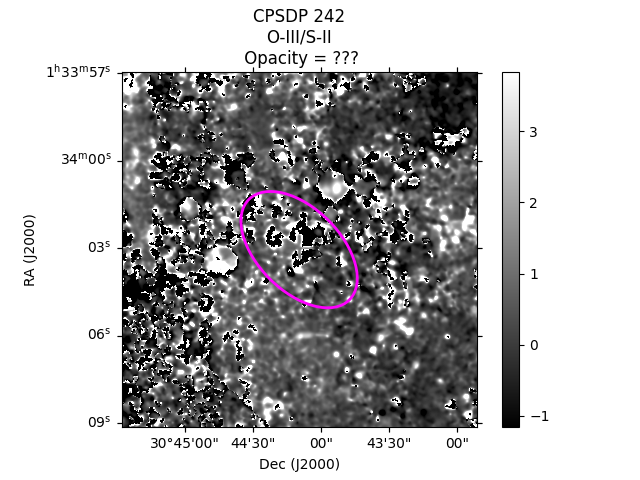 CPSDP 242
O-III/S-II
Opacity = ???
1ʰ33ᵐ57ˢ
34ᵐ00ˢ
03ˢ
06ˢ
09ˢ
RA (J2000)
30°45'00" 44'30" 00" 43'30" 00"
Dec (J2000)
3
2
1
0
−1